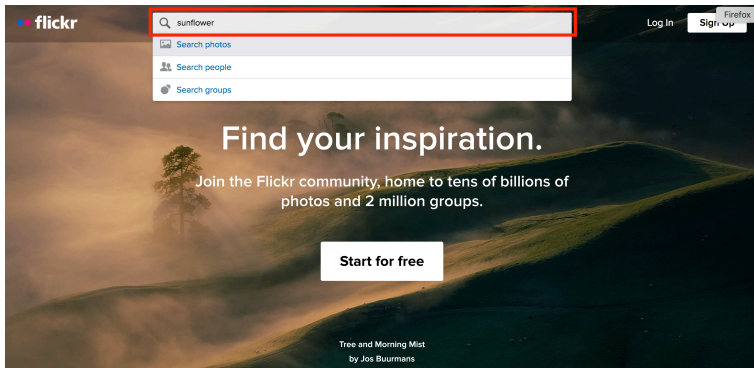 flickr
sunflower
Log In
Sign Up
Firefox
Search photos
Search people
Search groups
Find your inspiration.
Join the Flickr community, home to tens of billions of
photos and 2 million groups.
Start for free
Tree and Morning Mist
by Jos Buurmans